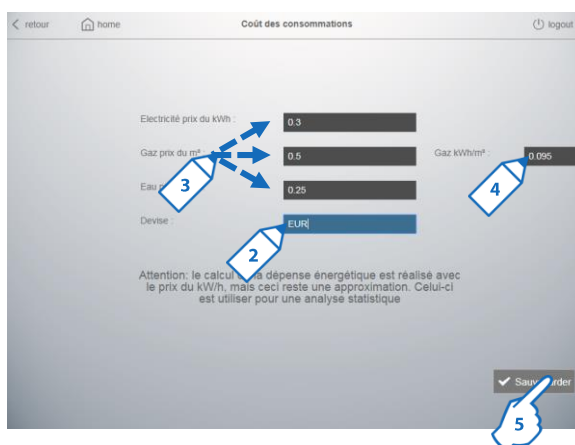 retour home Coût des consommations logout
Electricité prix du kWh : 0.3
Gaz prix du m³ : 0.5 Gaz kWh/m³ : 0.095
3 4
Eau 0.25
Devise : EUR
2
Attention: le calcul la dépense énergétique est réalisé avec
le prix du kW/h, mais ceci reste une approximation. Celui-ci
est utiliser pour une analyse statistique
5